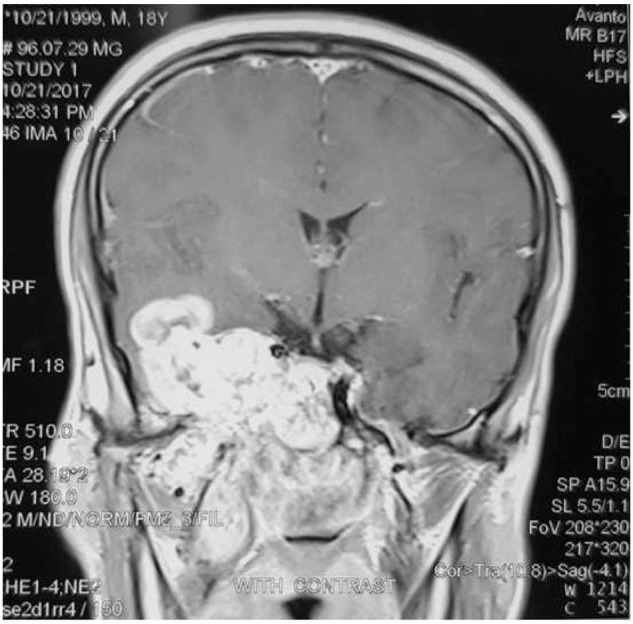 *10/21/1999, M, 18Y
# 96.07.29 MG
STUDY 1
10/21/2017
4:28:31 PM
46 IMA 10 / 21
RPF
MF 1.18
TR 510.0
TE 9.1
TA 28.19*2
BW 180.0
2 M/ND/NORM/FM2_3/FIL
2
HE1-4;NE2
se2d1rr4 / 150
WITH CONTRAST
Avanto
MR B17
HFS
+LPH
5cm
D/E
TP 0
SP A15.9
SL 5.5/1.1
FoV 208*230
217*320
Cor>Tra(10.8)>Sag(-4.1)
W 1214
C 543